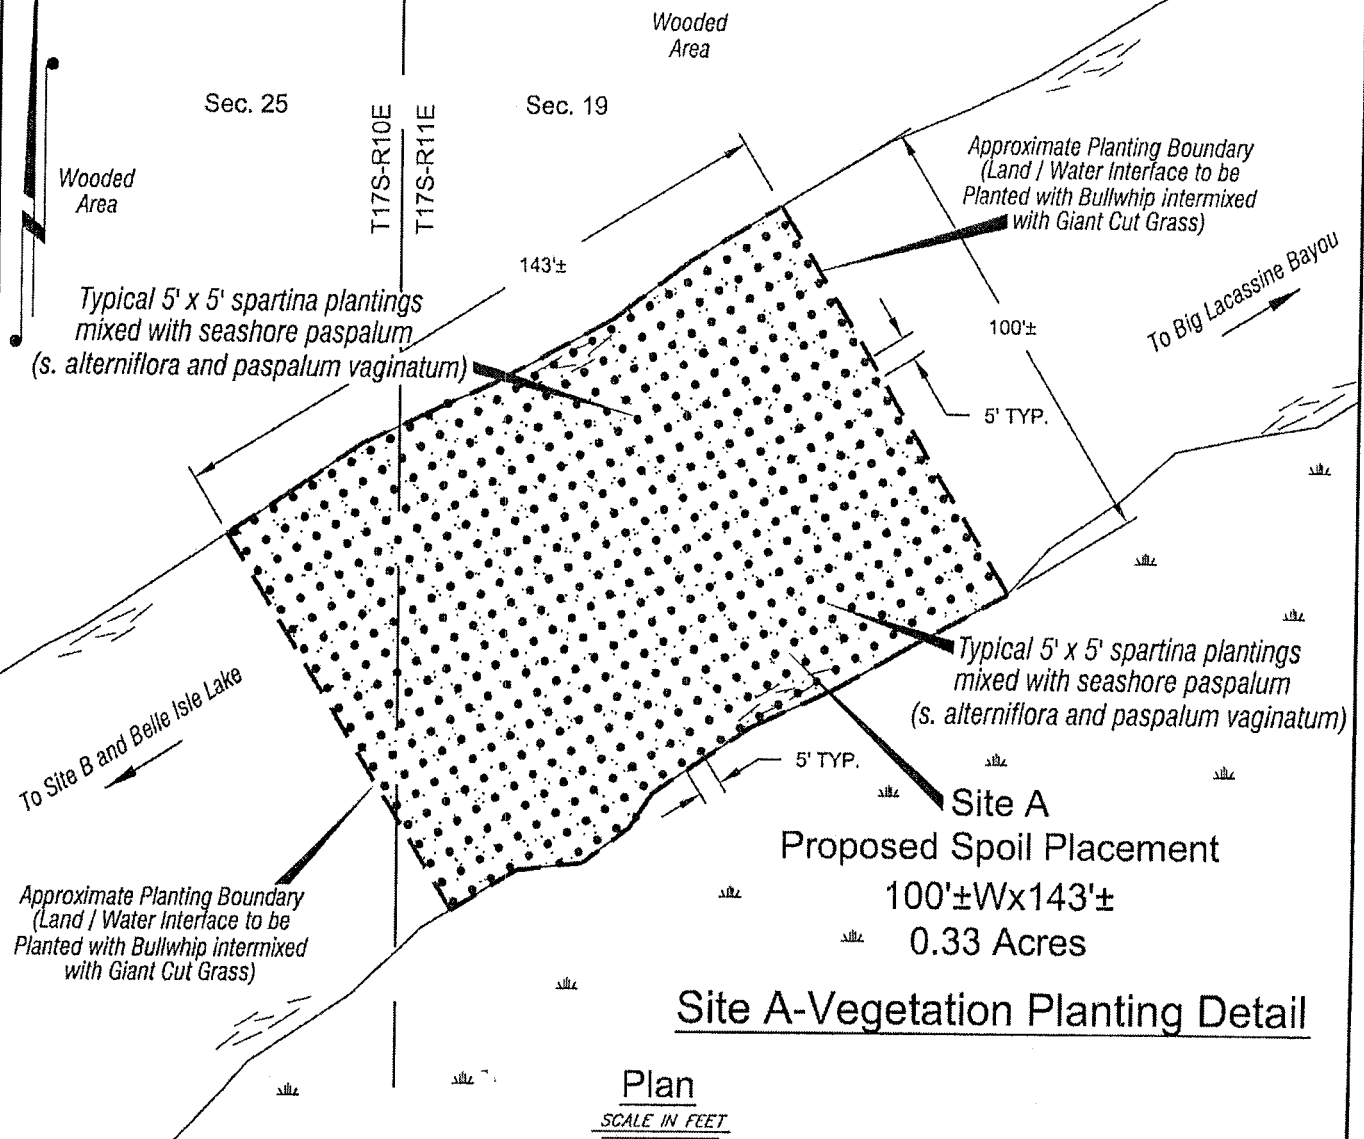 Wooded
Area
Sec. 25
Sec. 19
T17S-R10E
T17S-R11E
Wooded
Area
Approximate Planting Boundary
(Land / Water Interface to be
Planted with Bullwhip intermixed
with Giant Cut Grass)
143'±
Typical 5' x 5' spartina plantings
mixed with seashore paspalum
(s. alterniflora and paspalum vaginatum)
100'±
To Big Lacassine Bayou
5' TYP.
Typical 5' x 5' spartina plantings
mixed with seashore paspalum
(s. alterniflora and paspalum vaginatum)
To Site B and Belle Isle Lake
5' TYP.
Site A
Proposed Spoil Placement
100'±Wx143'±
0.33 Acres
Approximate Planting Boundary
(Land / Water Interface to be
Planted with Bullwhip intermixed
with Giant Cut Grass)
Site A-Vegetation Planting Detail
Plan
SCALE IN FEET